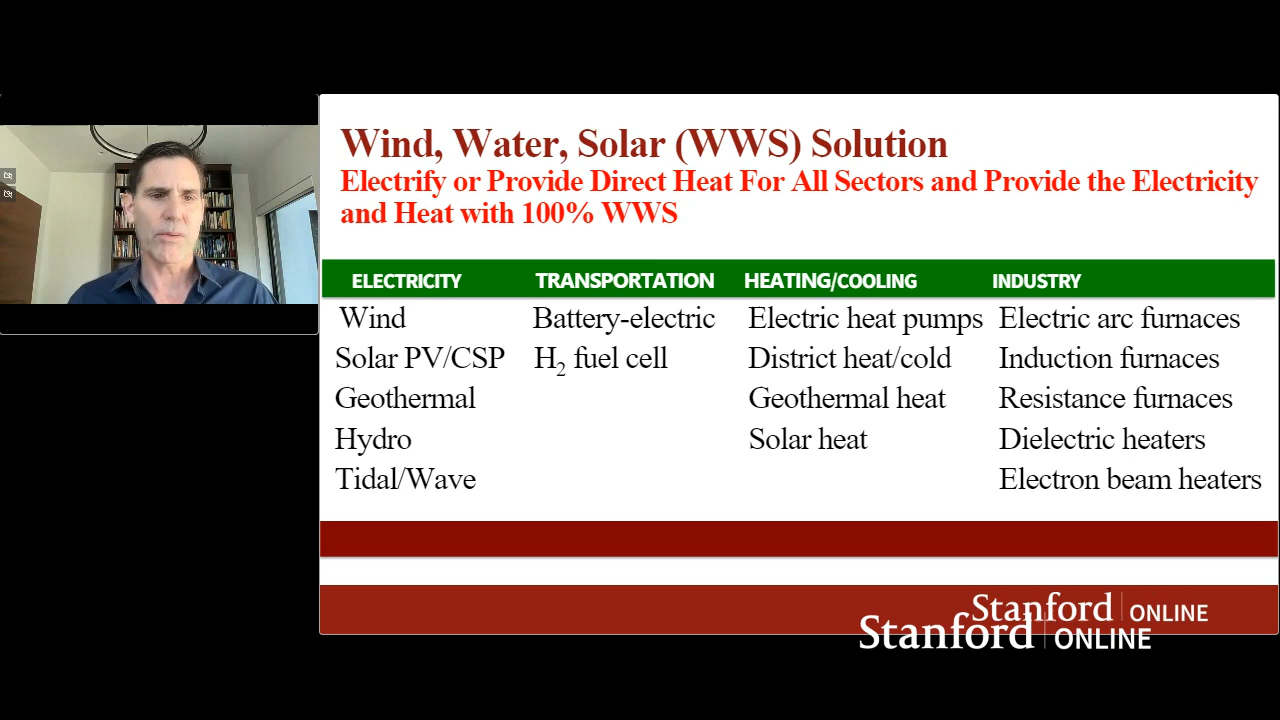 Wind, Water, Solar (WWS) Solution
Electrify or Provide Direct Heat For All Sectors and Provide the Electricity
and Heat with 100% WWS
ELECTRICITY TRANSPORTATION HEATING/COOLING INDUSTRY
Wind Battery-electric Electric heat pumps Electric arc furnaces
Solar PV/CSP H₂ fuel cell District heat/cold Induction furnaces
Geothermal Geothermal heat Resistance furnaces
Hydro Solar heat Dielectric heaters
Tidal/Wave Electron beam heaters
Stanford ONLINE
Stanford ONLINE